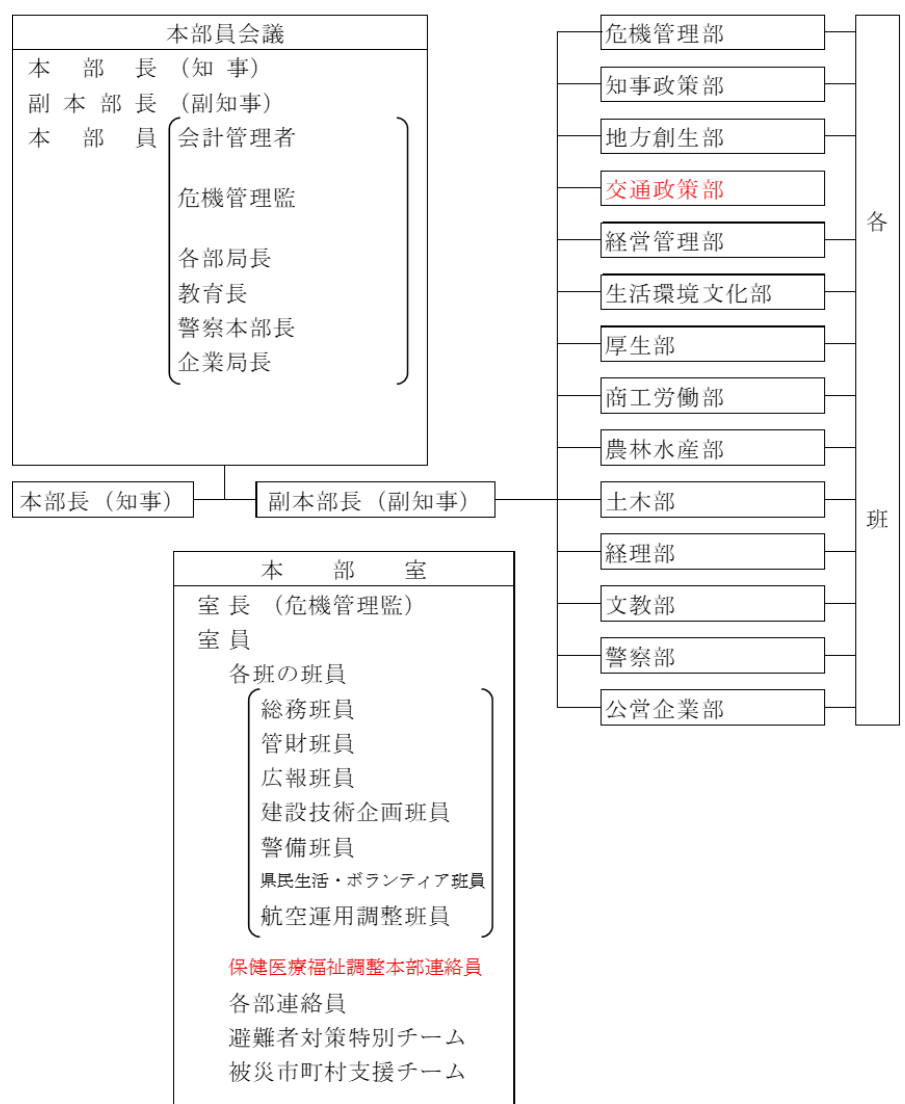 本部員会議
本部長（知事）
副本部長（副知事）
本部員
会計管理者
危機管理監
各部局長
教育長
警察本部長
企業局長
本部長（知事）
副本部長（副知事）
危機管理部
知事政策部
地方創生部
交通政策部
経営管理部
生活環境文化部
厚生部
商工労働部
農林水産部
土木部
経理部
文教部
警察部
公営企業部
各班
本部室
室長（危機管理監）
室員
各班の班員
総務班員
管財班員
広報班員
建設技術企画班員
警備班員
県民生活・ボランティア班員
航空運用調整班員
保健医療福祉調整本部連絡員
各部連絡員
避難者対策特別チーム
被災市町村支援チーム